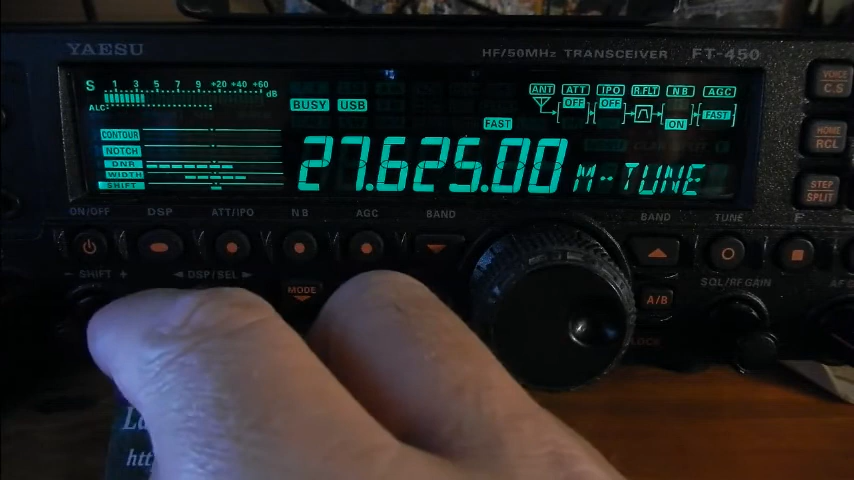 YAESU
HF/50MHz TRANSCEIVER FT-450
S 1 3 5 7 9 +20 +40 +60 dB
ALC
BUSY USB
ANT ATT IPO R.FLT NB AGC
OFF OFF ON FAST
FAST
CONTOUR
NOTCH
DNR
WIDTH
SHIFT
27.625.00 M-TUNE
VOICE
C.S
HOME
RCL
STEP
SPLIT
ON/OFF DSP ATT/IPO NB AGC BAND BAND TUNE F
− SHIFT + ◄ DSP/SEL ► MODE
A/B
SQL/RF GAIN AF G
LOCK
htt